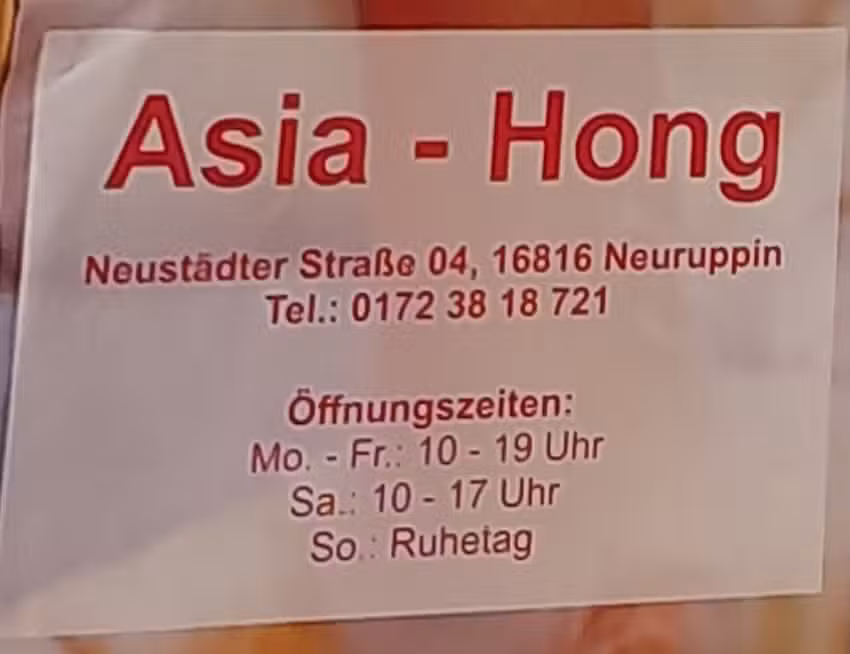 Asia - Hong
Neustädter Straße 04, 16816 Neuruppin
Tel.: 0172 38 18 721
Öffnungszeiten:
Mo. - Fr.: 10 - 19 Uhr
Sa.: 10 - 17 Uhr
So.: Ruhetag